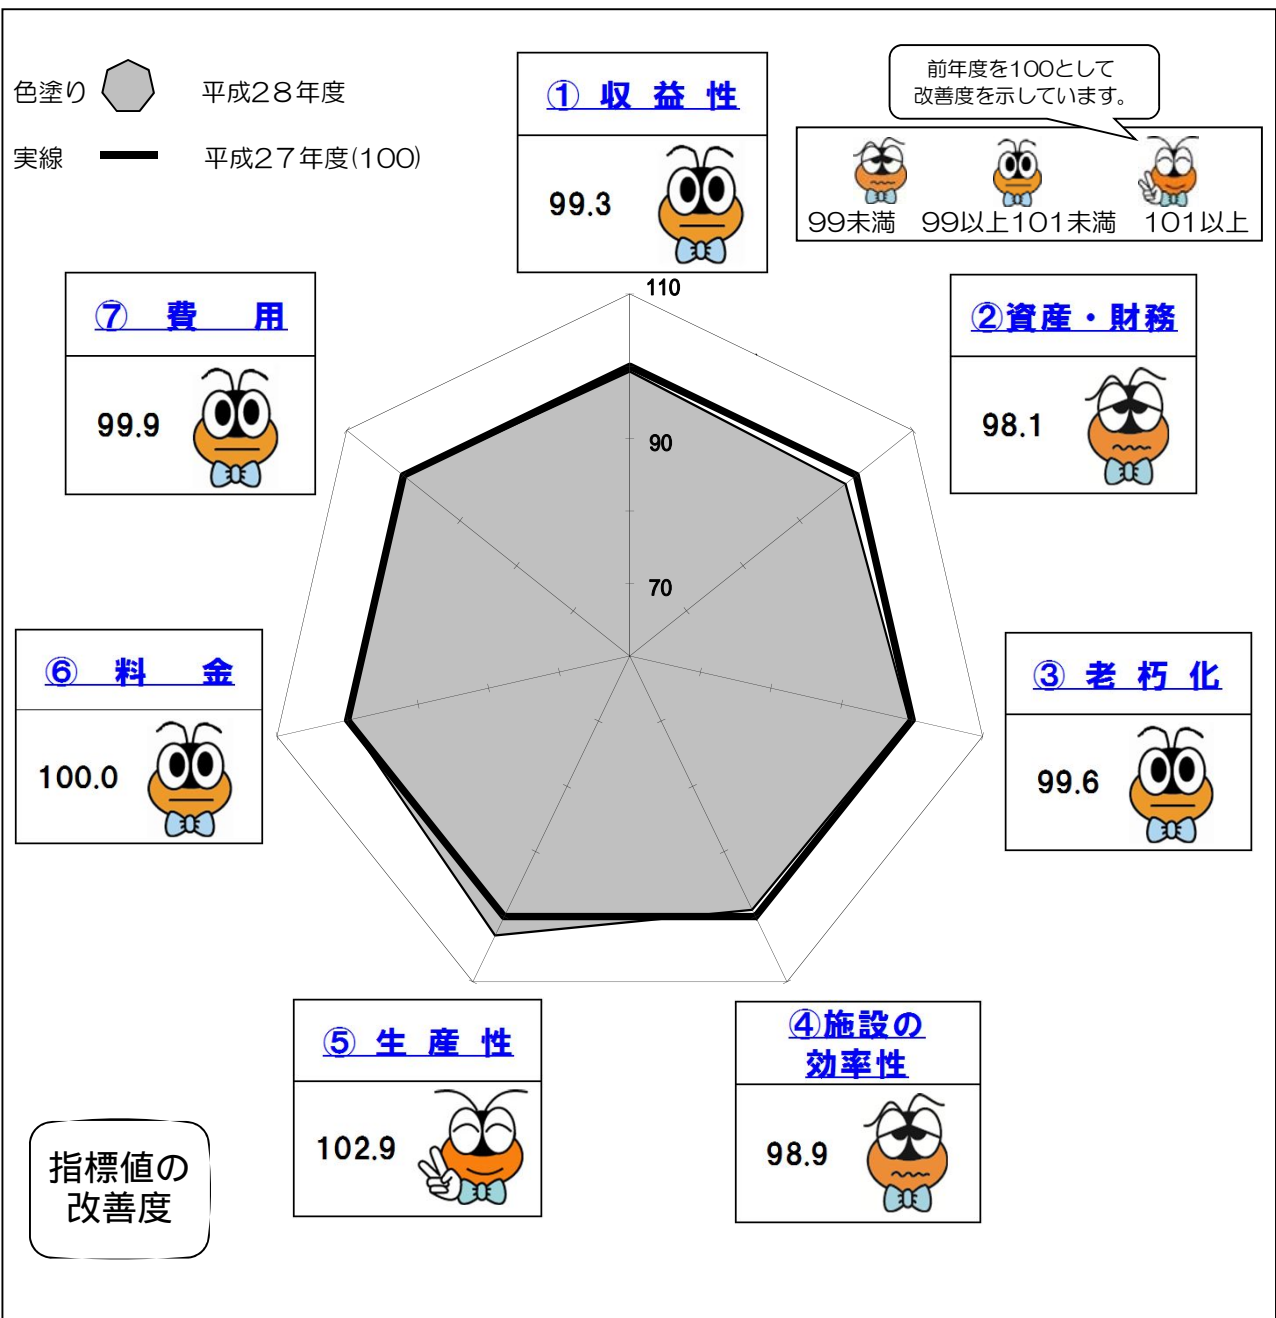 色塗り 平成28年度
実線 平成27年度(100)
① 収 益 性
99.3
前年度を100として
改善度を示しています。
99未満 99以上101未満 101以上
⑦ 費 用
99.9
②資産・財務
98.1
110
90
70
⑥ 料 金
100.0
③ 老 朽 化
99.6
⑤ 生 産 性
102.9
④施設の
効率性
98.9
指標値の
改善度